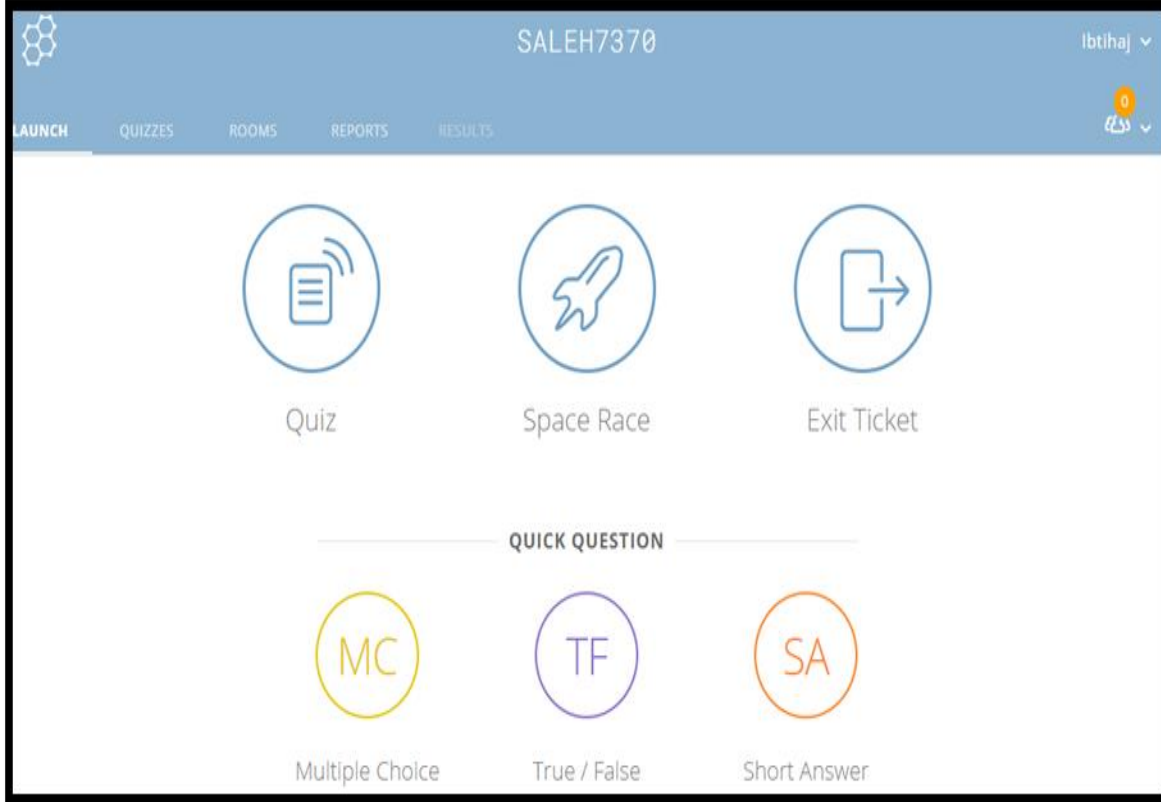 SALEH7370
Ibtihaj
0
LAUNCH QUIZZES ROOMS REPORTS RESULTS
Quiz Space Race Exit Ticket
QUICK QUESTION
MC TF SA
Multiple Choice True / False Short Answer